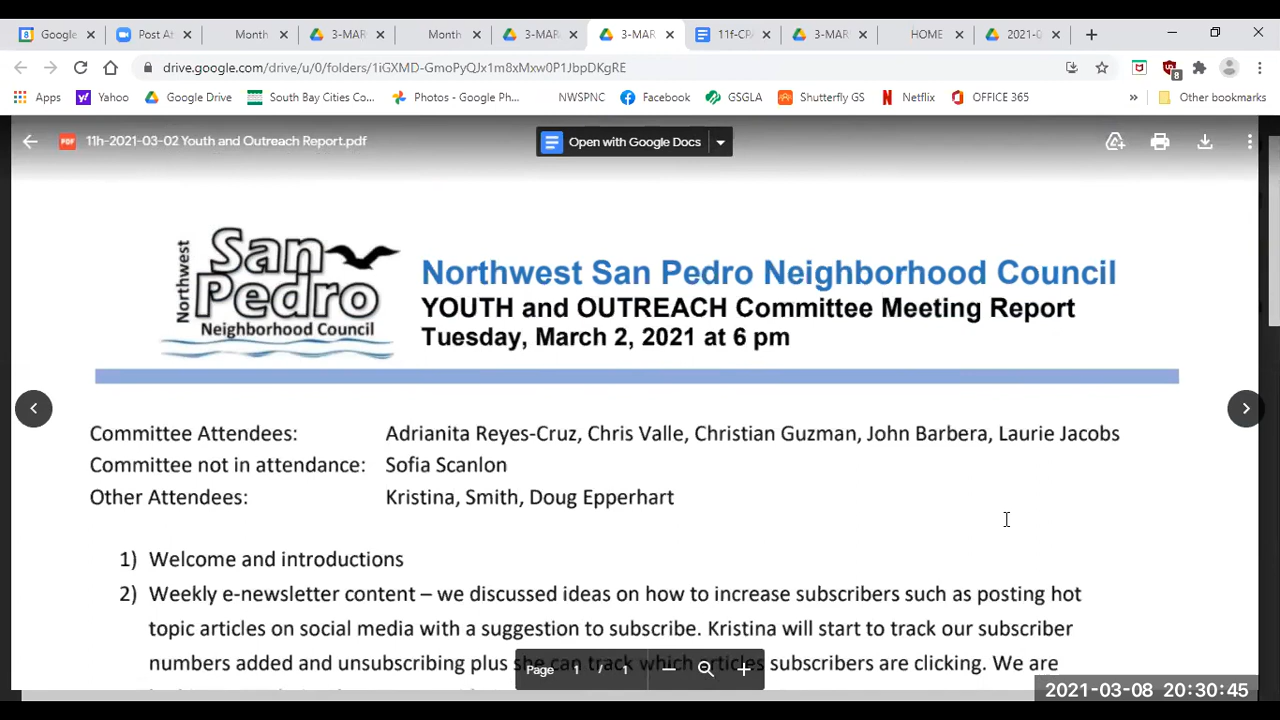 Google
Post A
Month
3-MAR
Month
3-MAR
3-MAR
11f-CP
3-MAR
HOME
2021-0
drive.google.com/drive/u/0/folders/1iGXMD-GmoPyQJx1m8xMxw0P1JbpDKgRE
8
Apps
Yahoo
Google Drive
South Bay Cities Co...
Photos - Google Ph...
NWSPNC
Facebook
GSGLA
Shutterfly GS
Netflix
OFFICE 365
»
Other bookmarks
PDF
11h-2021-03-02 Youth and Outreach Report.pdf
Open with Google Docs
Northwest
San
Pedro
Neighborhood Council
Northwest San Pedro Neighborhood Council
YOUTH and OUTREACH Committee Meeting Report
Tuesday, March 2, 2021 at 6 pm
Committee Attendees: Adrianita Reyes-Cruz, Chris Valle, Christian Guzman, John Barbera, Laurie Jacobs
Committee not in attendance: Sofia Scanlon
Other Attendees: Kristina, Smith, Doug Epperhart
1) Welcome and introductions
2) Weekly e-newsletter content – we discussed ideas on how to increase subscribers such as posting hot
topic articles on social media with a suggestion to subscribe. Kristina will start to track our subscriber
numbers added and unsubscribing plus she can track which articles subscribers are clicking. We are
Page 1 / 1
2021-03-08 20:30:45